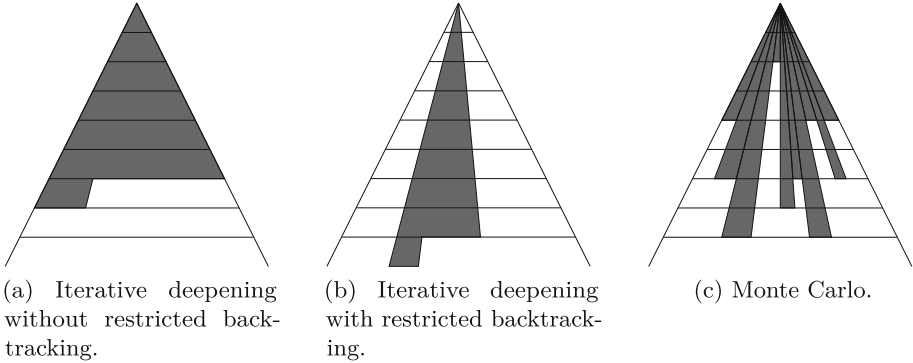 (a) Iterative deepening
without restricted back-
tracking.
(b) Iterative deepening
with restricted backtrack-
ing.
(c) Monte Carlo.